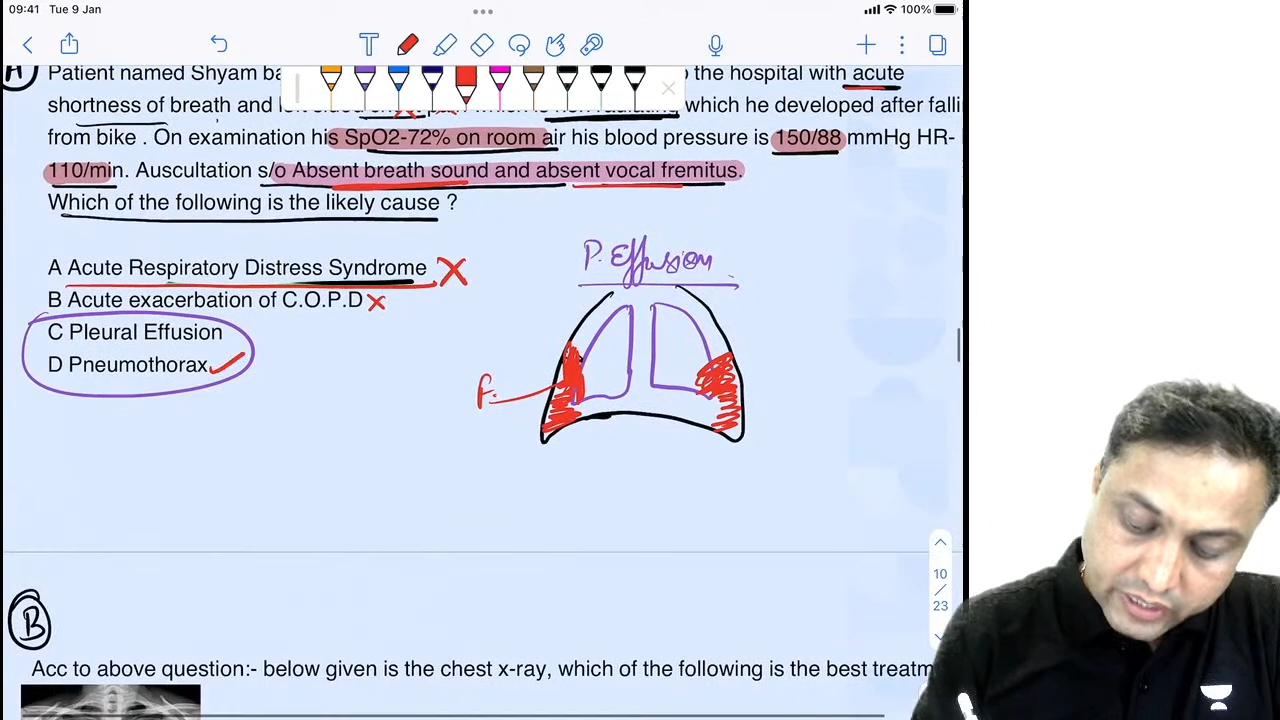 09:41 Tue 9 Jan
100%
T
Patient named Shyam ba the hospital with acute
shortness of breath and which he developed after falli
from bike . On examination his SpO2-72% on room air his blood pressure is 150/88 mmHg HR-
110/min. Auscultation s/o Absent breath sound and absent vocal fremitus.
Which of the following is the likely cause ?
P. Effusion
A Acute Respiratory Distress Syndrome
B Acute exacerbation of C.O.P.D
C Pleural Effusion
D Pneumothorax
F.
10
/
23
B
Acc to above question:- below given is the chest x-ray, which of the following is the best treatm